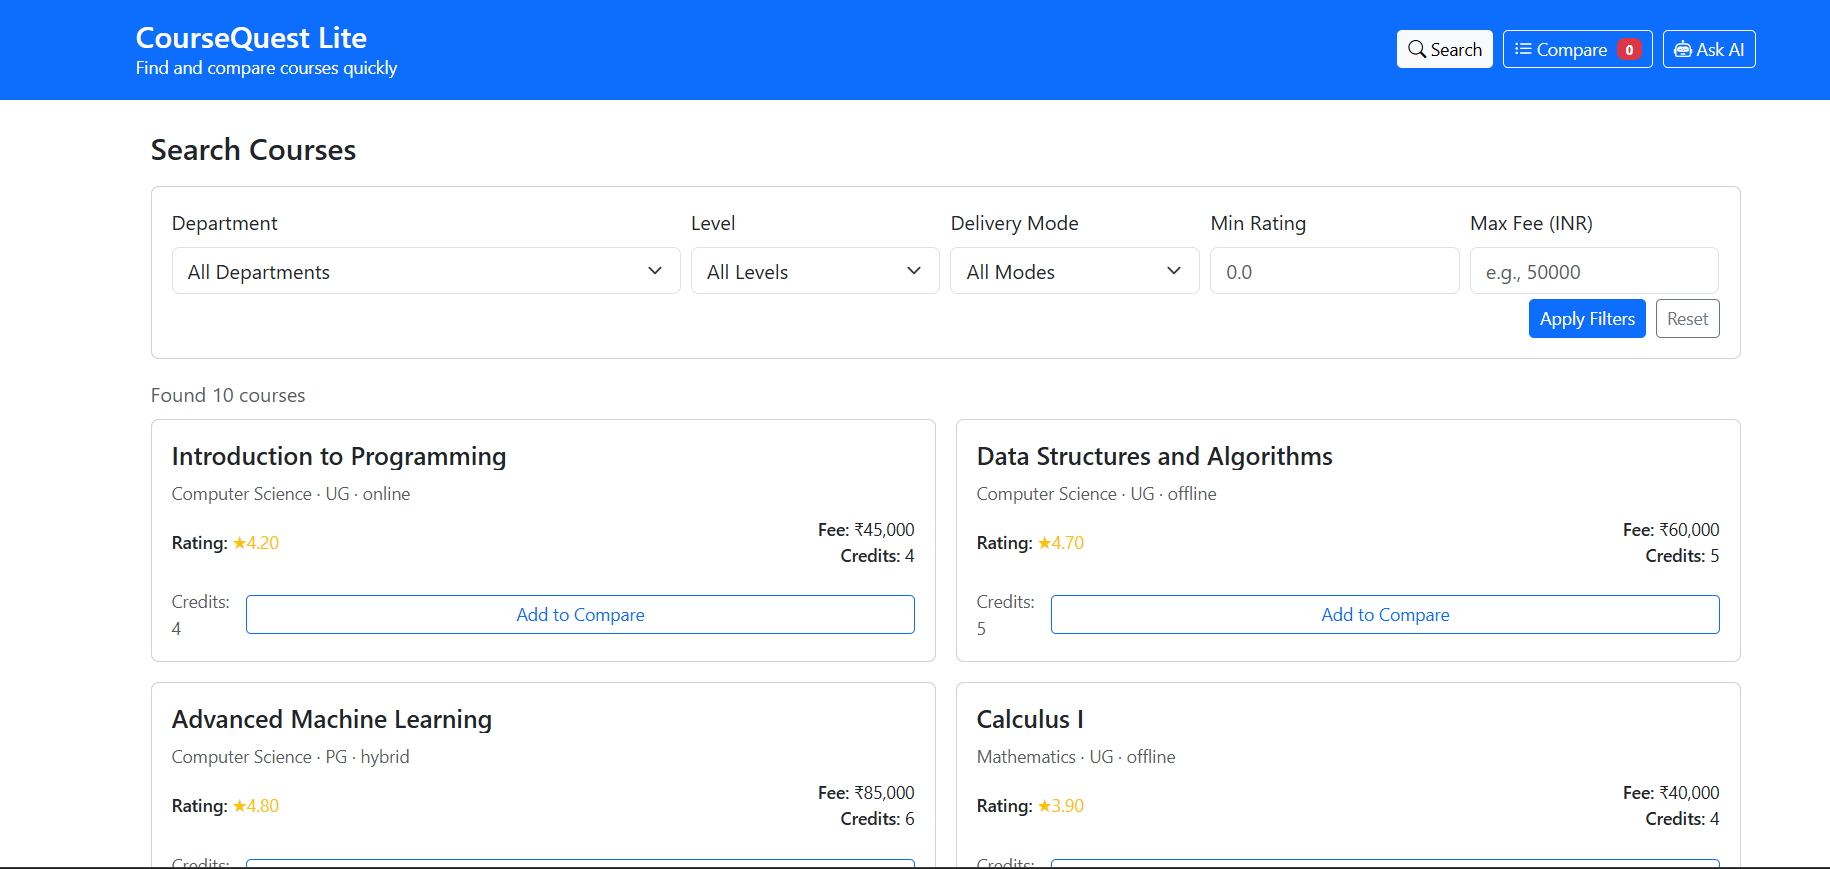 CourseQuest Lite
Find and compare courses quickly
Search
Compare 0
Ask AI
Search Courses
Department
Level
Delivery Mode
Min Rating
Max Fee (INR)
All Departments
All Levels
All Modes
0.0
e.g., 50000
Apply Filters
Reset
Found 10 courses
Introduction to Programming
Computer Science · UG · online
Rating: ★4.20
Fee: ₹45,000
Credits: 4
Credits:
4
Add to Compare
Data Structures and Algorithms
Computer Science · UG · offline
Rating: ★4.70
Fee: ₹60,000
Credits: 5
Credits:
5
Add to Compare
Advanced Machine Learning
Computer Science · PG · hybrid
Rating: ★4.80
Fee: ₹85,000
Credits: 6
Credits:
Calculus I
Mathematics · UG · offline
Rating: ★3.90
Fee: ₹40,000
Credits: 4
Credits: